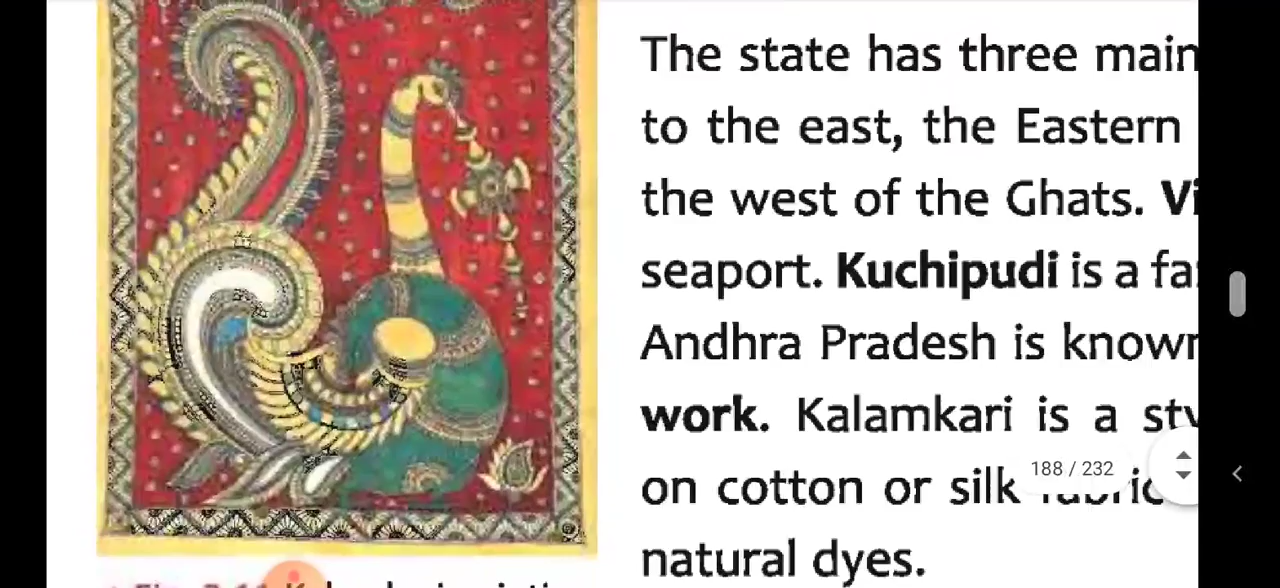 The state has three main
to the east, the Eastern
the west of the Ghats.
seaport. Kuchipudi is a
Andhra Pradesh is known
work. Kalamkari is a
on cotton or silk fabric
natural dyes.
188 / 232